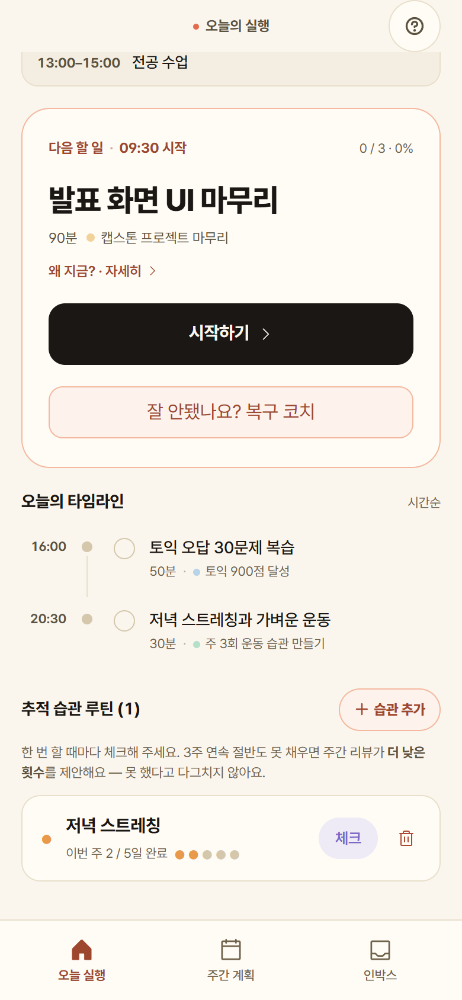 오늘의 실행
13:00–15:00 전공 수업
다음 할 일 · 09:30 시작
0 / 3 · 0%
발표 화면 UI 마무리
90분 캡스톤 프로젝트 마무리
왜 지금? · 자세히
시작하기
잘 안됐나요? 복구 코치
오늘의 타임라인
시간순
16:00 토익 오답 30문제 복습
50분 · 토익 900점 달성
20:30 저녁 스트레칭과 가벼운 운동
30분 · 주 3회 운동 습관 만들기
추적 습관 루틴 (1)
+ 습관 추가
한 번 할 때마다 체크해 주세요. 3주 연속 절반도 못 채우면 주간 리뷰가 더 낮은
횟수를 제안해요 — 못 했다고 다그치지 않아요.
저녁 스트레칭
이번 주 2 / 5일 완료
체크
오늘 실행
주간 계획
인박스